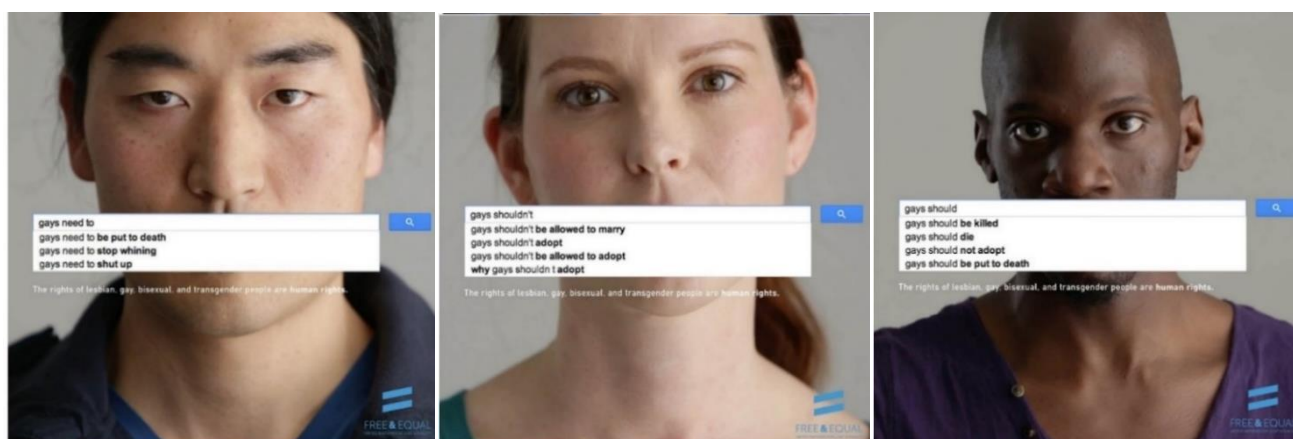 gays need to
gays need to be put to death
gays need to stop whining
gays need to shut up
The rights of lesbian, gay, bisexual, and transgender people are human rights.
FREE & EQUAL
gays shouldn't
gays shouldn't be allowed to marry
gays shouldn't adopt
gays shouldn't be allowed to adopt
why gays shouldn t adopt
The rights of lesbian, gay, bisexual, and transgender people are human rights.
FREE & EQUAL
gays should
gays should be killed
gays should die
gays should not adopt
gays should be put to death
The rights of lesbian, gay, bisexual, and transgender people are human rights.
FREE & EQUAL